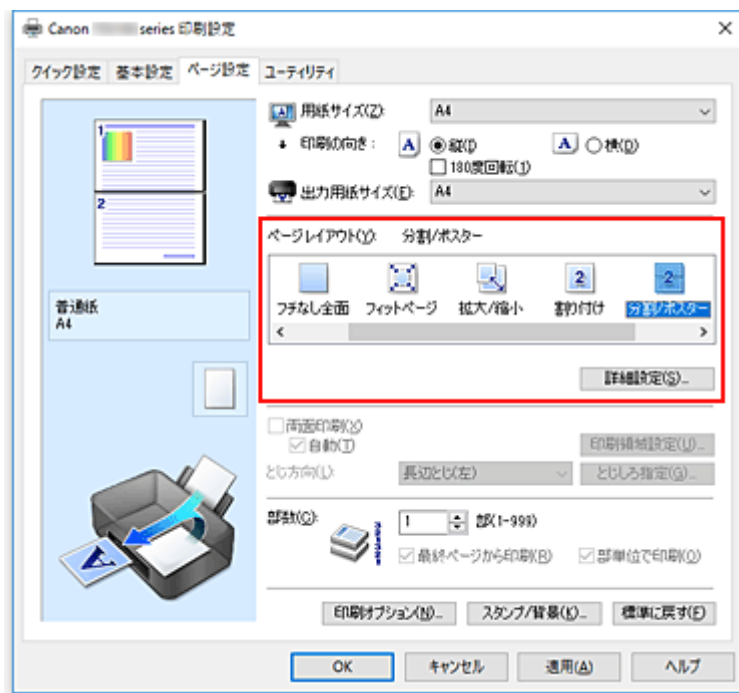 Canon series 印刷設定
クイック設定 基本設定 ページ設定 ユーティリティ
用紙サイズ(Z): A4
印刷の向き: A 縦(I) A 横(D)
180度回転(1)
出力用紙サイズ(E): A4
ページレイアウト(Y): 分割/ポスター
フチなし全面 フィットページ 拡大/縮小 割り付け 分割/ポスター
詳細設定(S)...
1
2
普通紙
A4
両面印刷(X)
自動(T)
印刷領域設定(U)...
とじ方向(L): 長辺とじ(左) とじしろ指定(G)...
部数(C): 1 部(1-999)
最終ページから印刷(R) 部単位で印刷(O)
印刷オプション(N)... スタンプ/背景(K)... 標準に戻す(F)
OK キャンセル 適用(A) ヘルプ